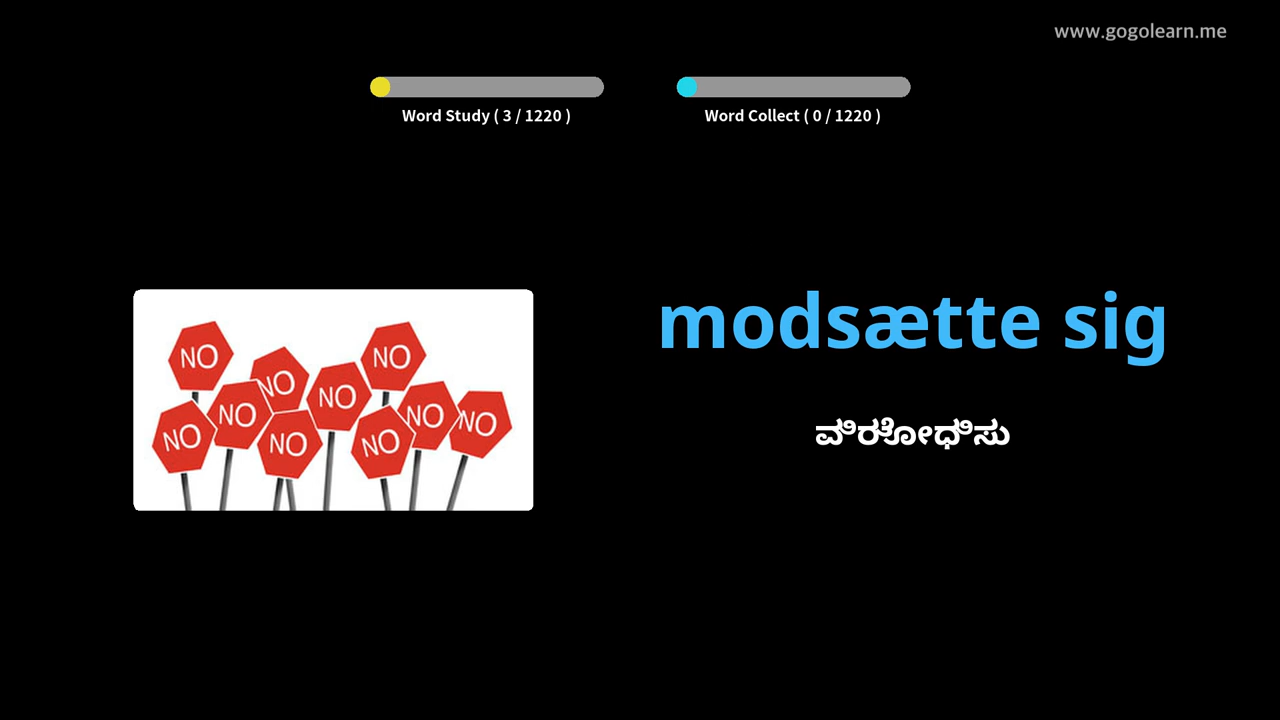 www.gogolearn.me
Word Study ( 3 / 1220 )
Word Collect ( 0 / 1220 )
NO
NO
NO
NO
NO
NO
NO
NO
NO
NO
modsætte sig
ವಿರೋಧಿಸು